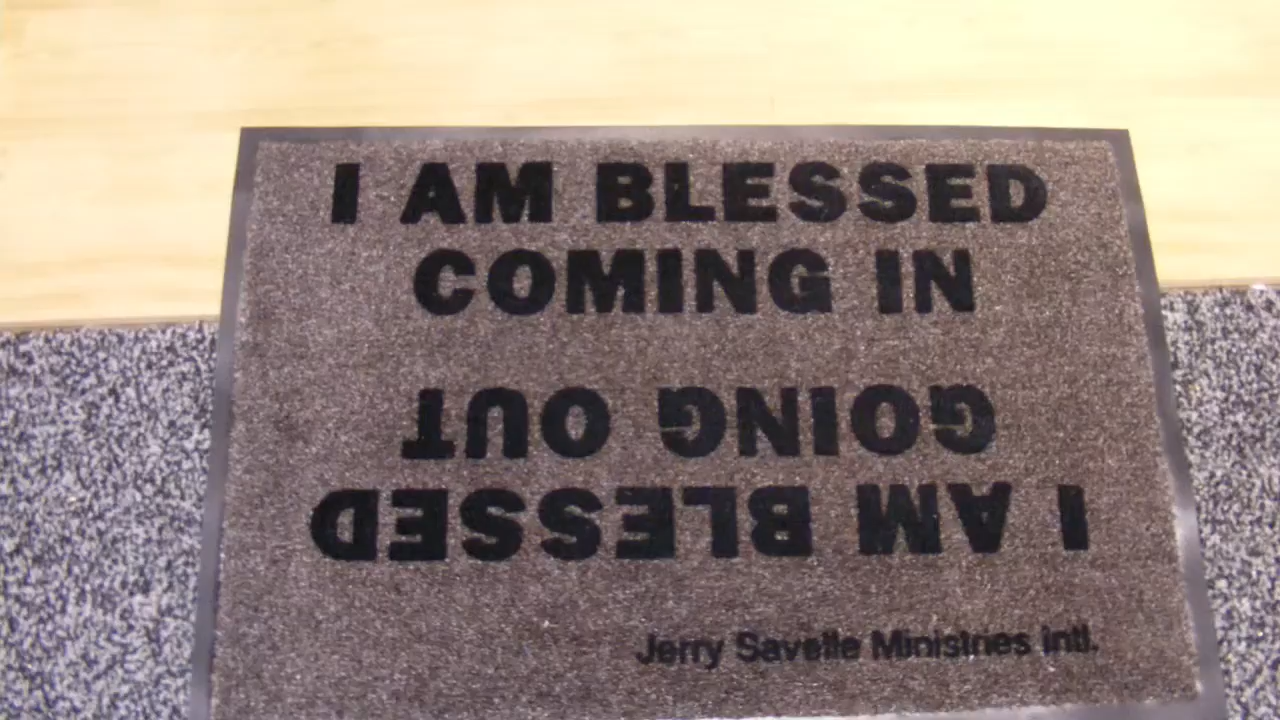 I AM BLESSED
COMING IN
I AM BLESSED
GOING OUT
Jerry Savelle Ministries Intl.